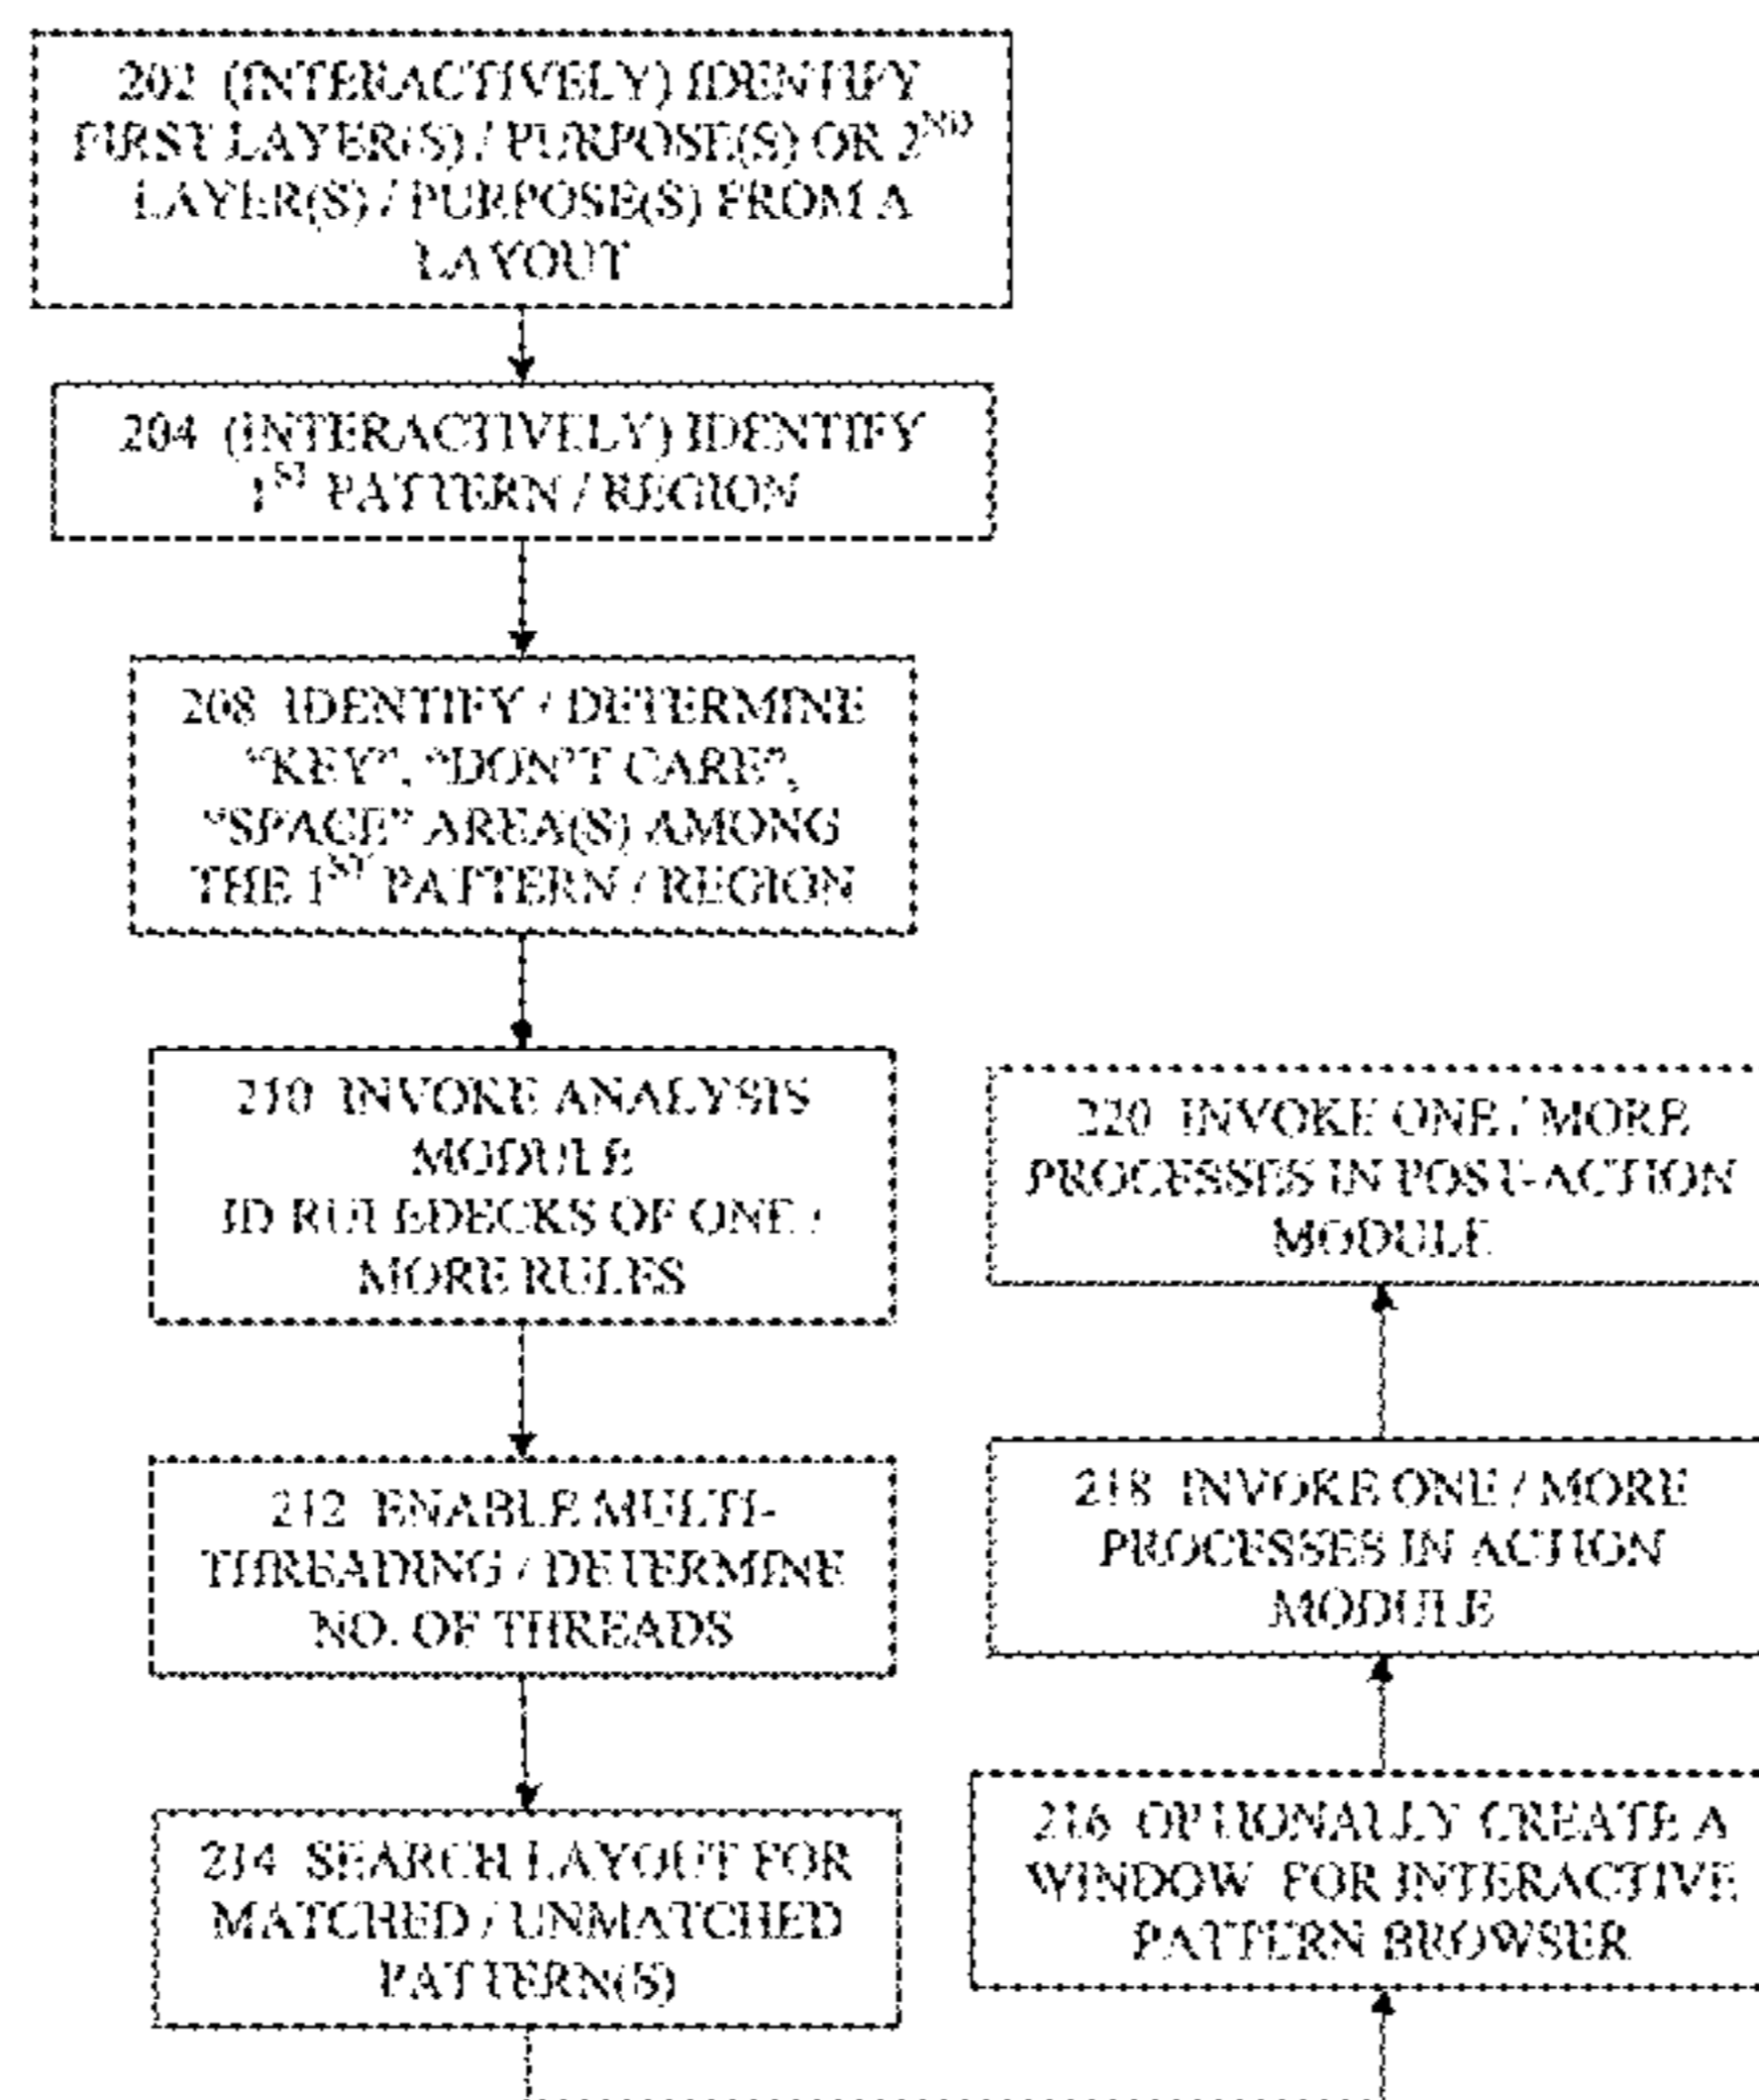 202 (INTERACTIVELY) IDENTIFY
FIRST LAYER(S) / PURPOSE(S) OR 2ND
LAYER(S) / PURPOSE(S) FROM A
LAYOUT
204 (INTERACTIVELY) IDENTIFY
1ST PATTERN / REGION
208 IDENTIFY / DETERMINE
“KEY”, “DON’T CARE”,
“SPACE” AREA(S) AMONG
THE 1ST PATTERN / REGION
210 INVOKE ANALYSIS
MODULE
ID RULEDECKS OF ONE /
MORE RULES
212 ENABLE MULTI-
THREADING / DETERMINE
NO. OF THREADS
214 SEARCH LAYOUT FOR
MATCHED / UNMATCHED
PATTERN(S)
216 OPTIONALLY CREATE A
WINDOW FOR INTERACTIVE
PATTERN BROWSER
218 INVOKE ONE / MORE
PROCESSES IN ACTION
MODULE
220 INVOKE ONE / MORE
PROCESSES IN POST-ACTION
MODULE